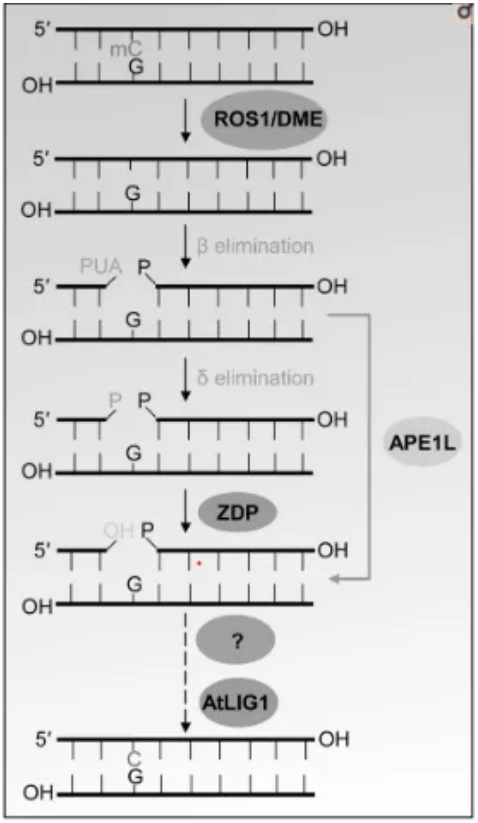 ♂
5′ OH
mC
G
OH
ROS1/DME
5′ OH
G
OH
β elimination
PUA P
5′ OH
G
OH
δ elimination
P P
5′ OH
APE1L
G
OH
ZDP
OH P
5′ OH
G
OH
?
AtLIG1
5′ OH
C
G
OH